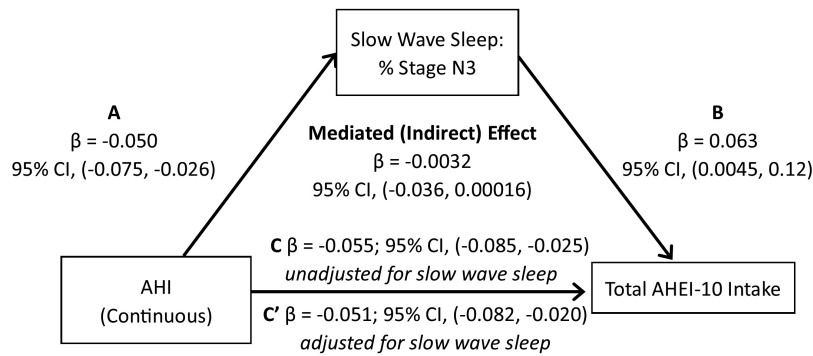 Slow Wave Sleep:
% Stage N3
A
β = -0.050
95% CI, (-0.075, -0.026)
Mediated (Indirect) Effect
β = -0.0032
95% CI, (-0.036, 0.00016)
B
β = 0.063
95% CI, (0.0045, 0.12)
C β = -0.055; 95% CI, (-0.085, -0.025)
unadjusted for slow wave sleep
AHI
(Continuous)
Total AHEI-10 Intake
C’ β = -0.051; 95% CI, (-0.082, -0.020)
adjusted for slow wave sleep